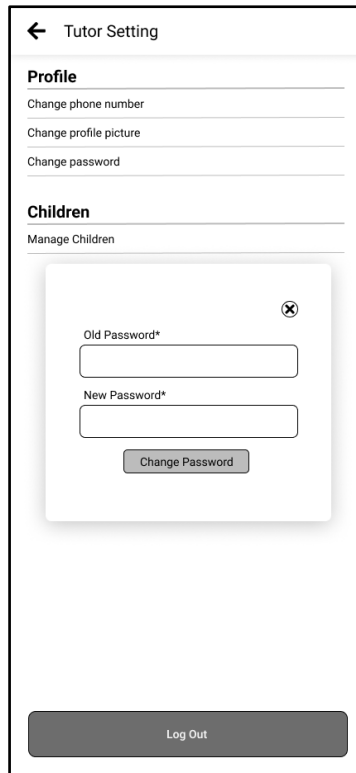 Tutor Setting
Profile
Change phone number
Change profile picture
Change password
Children
Manage Children
Old Password*
New Password*
Change Password
Log Out